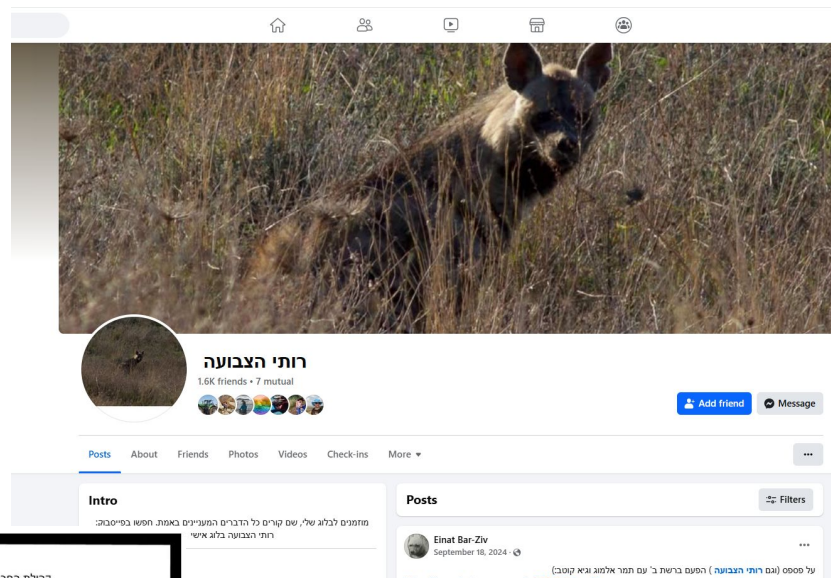 רותי הצבועה
1.6K friends • 7 mutual
Add friend
Message
Posts
About
Friends
Photos
Videos
Check-ins
More
Intro
מוזמנים לבלוג שלי, שם קורים כל הדברים המעניינים באמת. חפשו בפייסבוק:
רותי הצבועה בלוג אישי
Posts
Filters
Einat Bar-Ziv
September 18, 2024
על פספס (וגם רותי הצבועה ) הפעם ברשת ב' עם תמר אלמוג וגיא קוטב:)